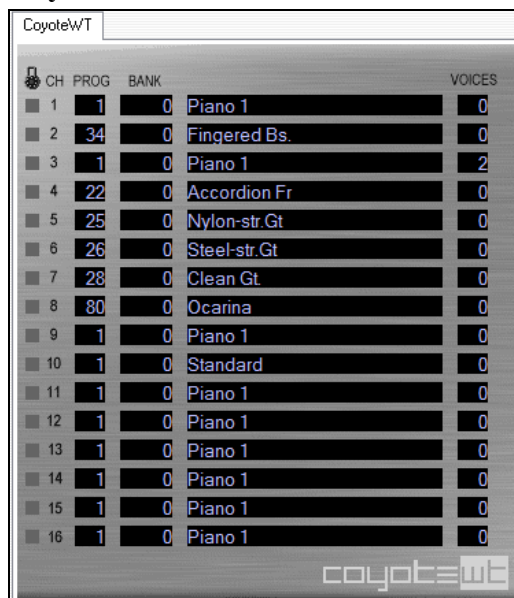 CoyoteWT
CH PROG BANK VOICES
1 1 0 Piano 1 0
2 34 0 Fingered Bs. 0
3 1 0 Piano 1 2
4 22 0 Accordion Fr 0
5 25 0 Nylon-str.Gt 0
6 26 0 Steel-str.Gt 0
7 28 0 Clean Gt. 0
8 80 0 Ocarina 0
9 1 0 Piano 1 0
10 1 0 Standard 0
11 1 0 Piano 1 0
12 1 0 Piano 1 0
13 1 0 Piano 1 0
14 1 0 Piano 1 0
15 1 0 Piano 1 0
16 1 0 Piano 1 0
coyotewt